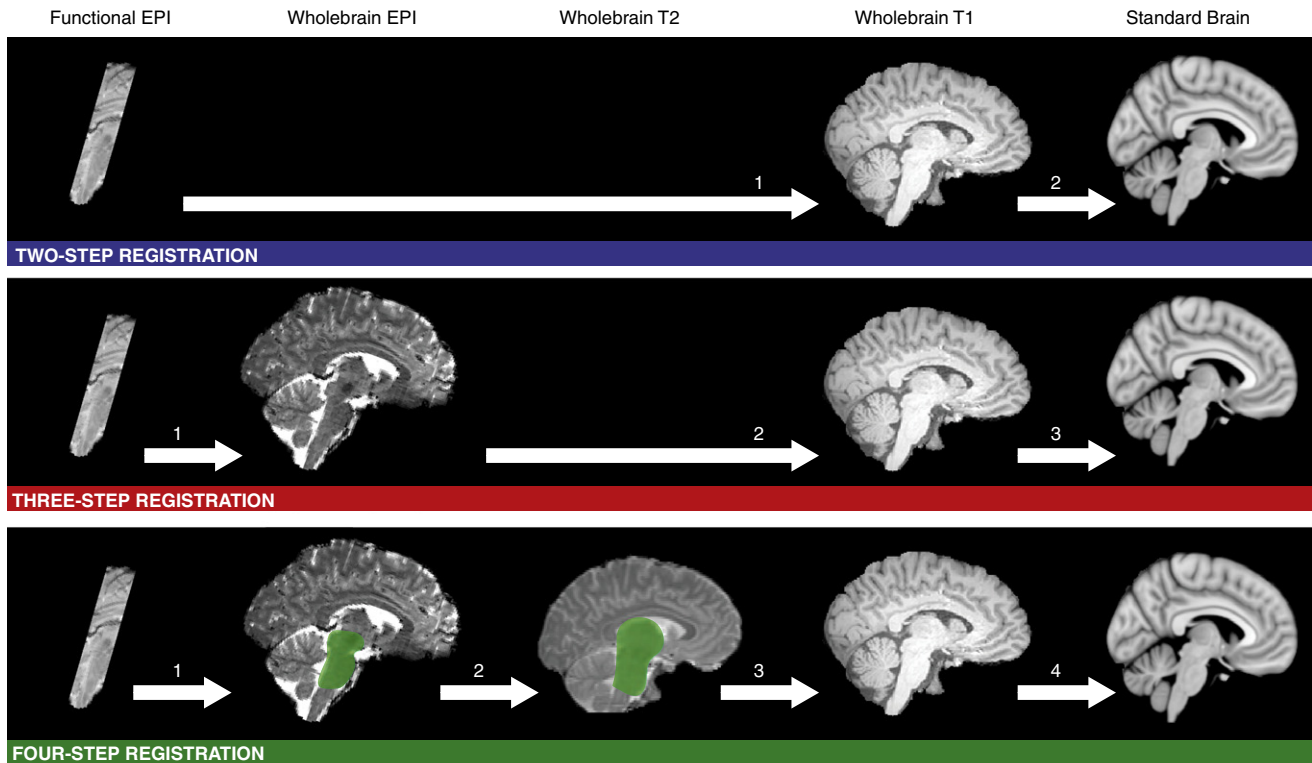 Functional EPI Wholebrain EPI Wholebrain T2 Wholebrain T1 Standard Brain
1 2
TWO-STEP REGISTRATION
1 2 3
THREE-STEP REGISTRATION
1 2 3 4
FOUR-STEP REGISTRATION